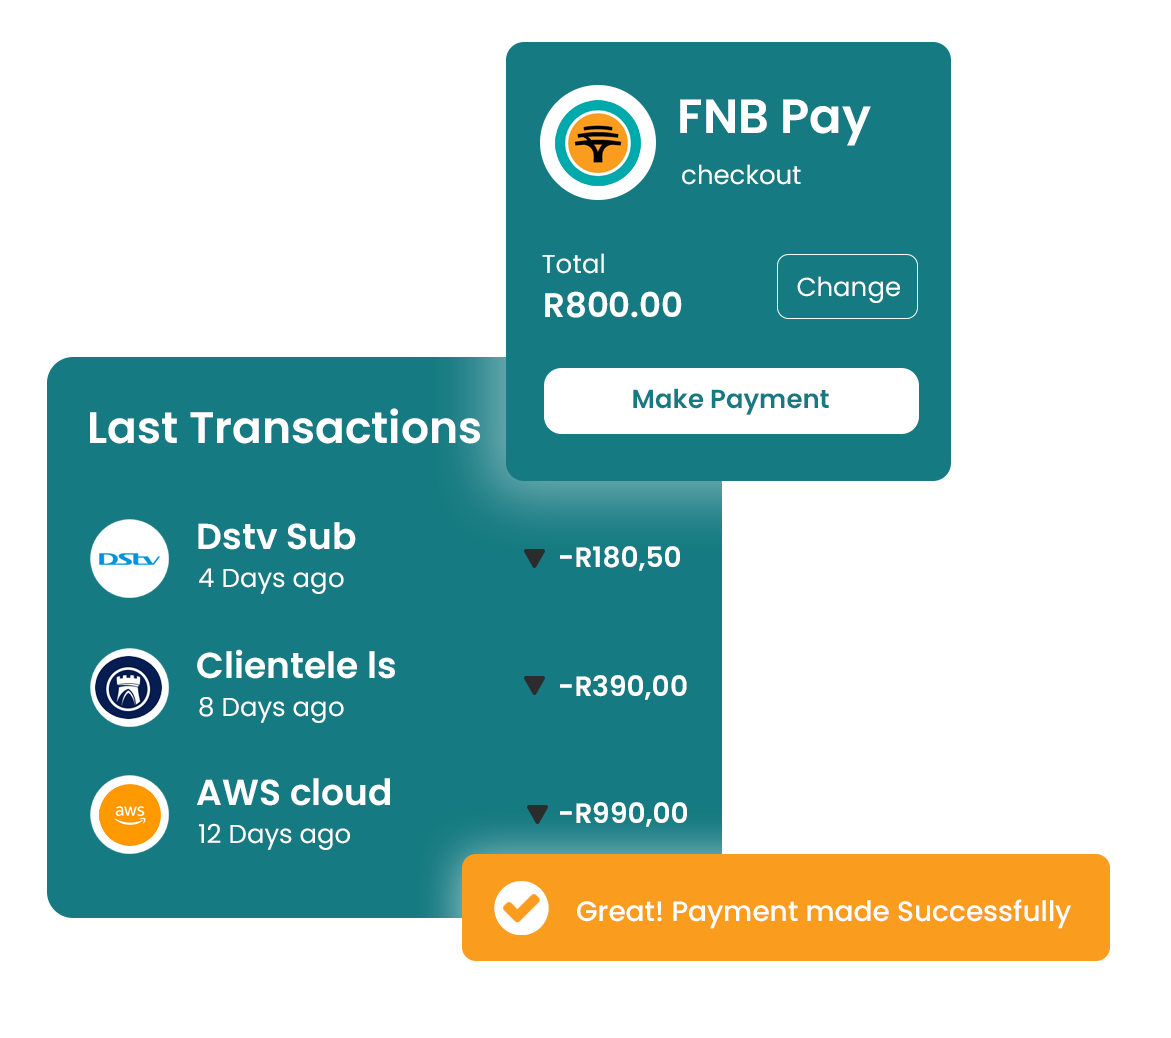 FNB Pay
checkout
Total
R800.00
Change
Make Payment
Last Transactions
DStv
Dstv Sub
4 Days ago
-R180,50
Clientele ls
8 Days ago
-R390,00
aws
AWS cloud
12 Days ago
-R990,00
Great! Payment made Successfully